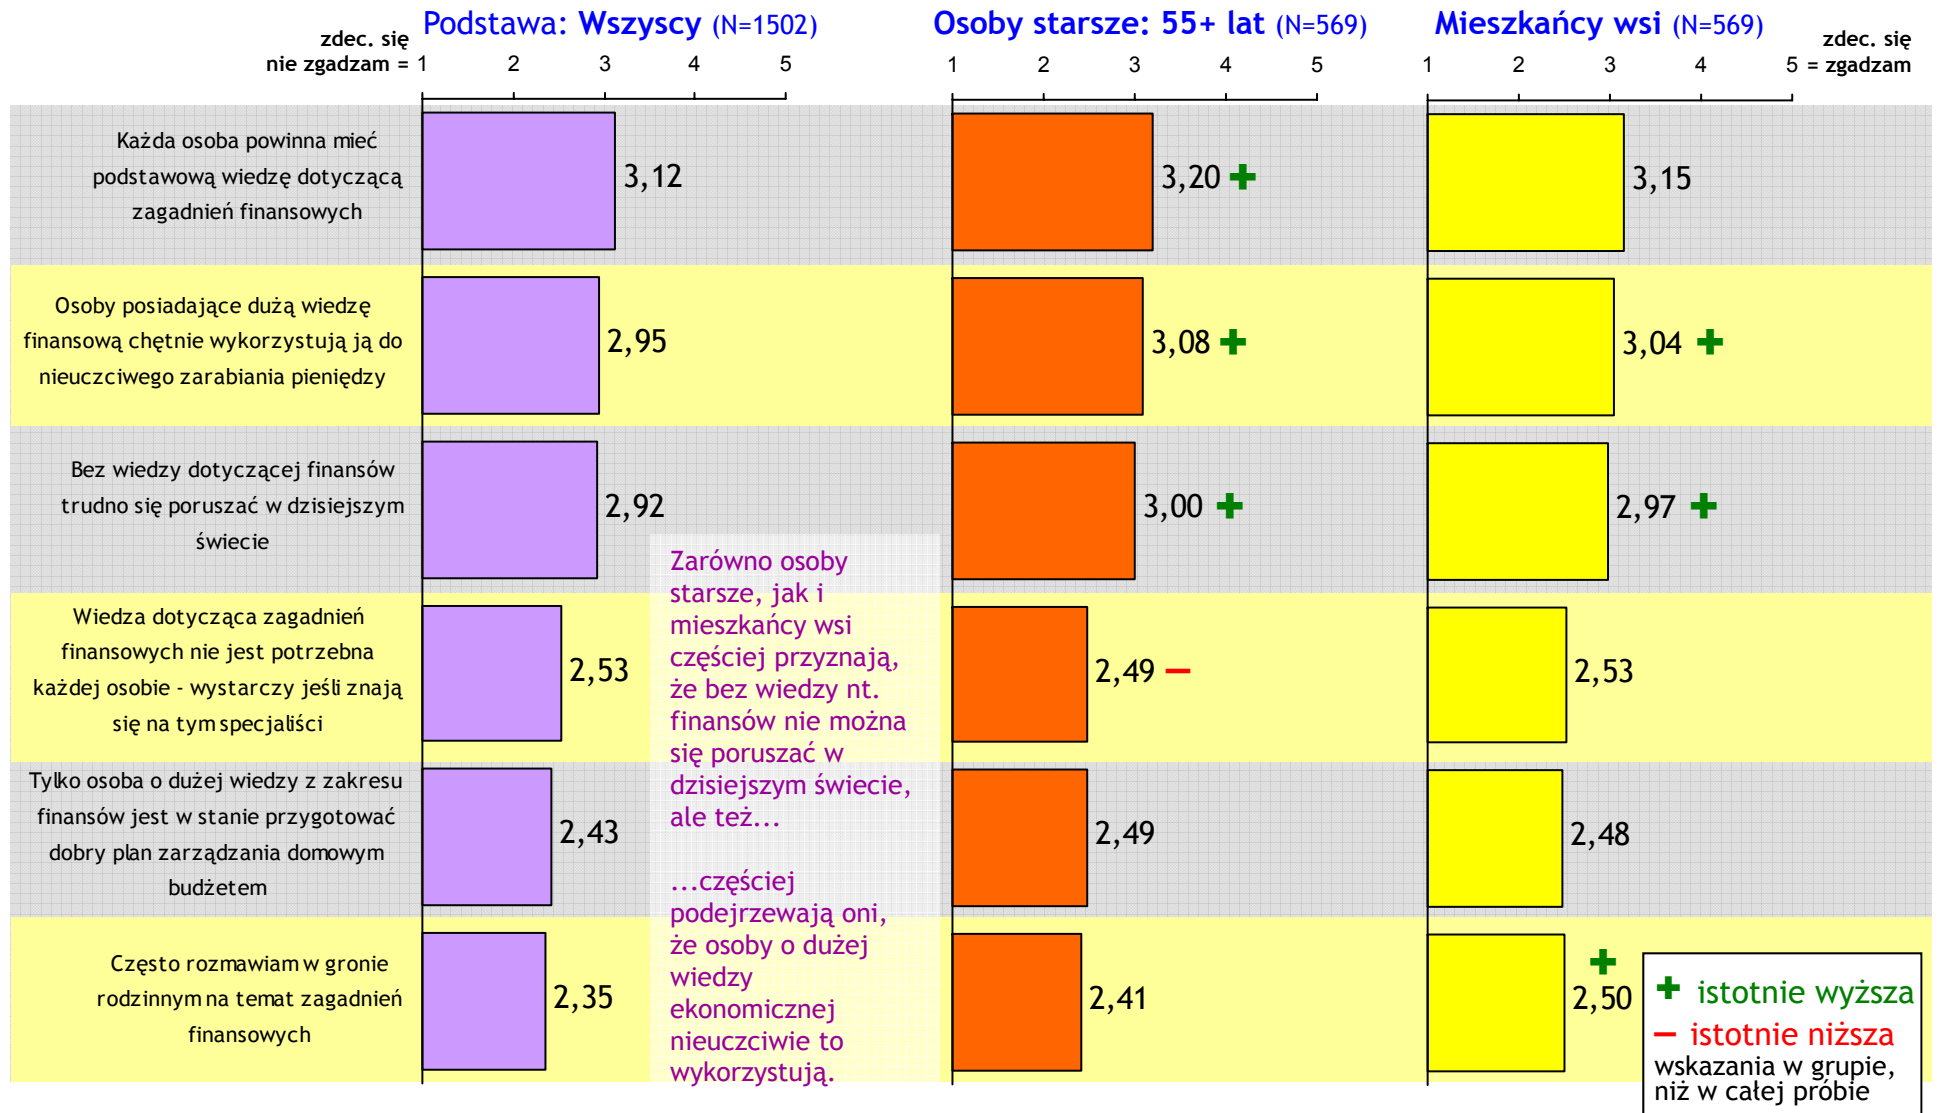 Podstawa: Wszyscy (N=1502)
Osoby starsze: 55+ lat (N=569)
Mieszkańcy wsi (N=569)
zdec. się
nie zgadzam = 1 2 3 4 5
1 2 3 4 5
zdec. się
1 2 3 4 5 = zgadzam
Każda osoba powinna mieć
podstawową wiedzę dotyczącą
zagadnień finansowych
3,12
3,20 +
3,15
Osoby posiadające dużą wiedzę
finansową chętnie wykorzystują ją do
nieuczciwego zarabiania pieniędzy
2,95
3,08 +
3,04 +
Bez wiedzy dotyczącej finansów
trudno się poruszać w dzisiejszym
świecie
2,92
3,00 +
2,97 +
Wiedza dotycząca zagadnień
finansowych nie jest potrzebna
każdej osobie - wystarczy jeśli znają
się na tym specjaliści
2,53
2,49 –
2,53
Tylko osoba o dużej wiedzy z zakresu
finansów jest w stanie przygotować
dobry plan zarządzania domowym
budżetem
2,43
2,49
2,48
Często rozmawiam w gronie
rodzinnym na temat zagadnień
finansowych
2,35
2,41
+
2,50
Zarówno osoby
starsze, jak i
mieszkańcy wsi
częściej przyznają,
że bez wiedzy nt.
finansów nie można
się poruszać w
dzisiejszym świecie,
ale też...
...częściej
podejrzewają oni,
że osoby o dużej
wiedzy
ekonomicznej
nieuczciwie to
wykorzystują.
+ istotnie wyższa
– istotnie niższa
wskazania w grupie,
niż w całej próbie